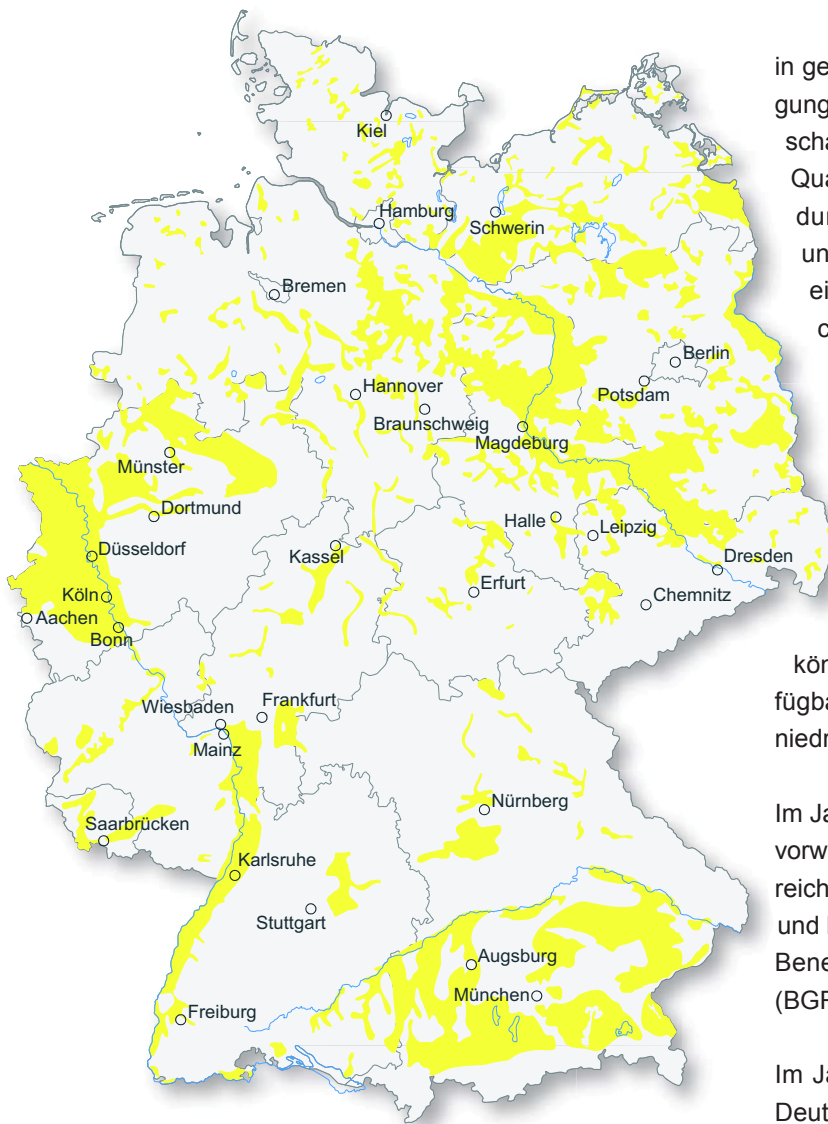 Kiel
Hamburg
Schwerin
Bremen
Berlin
Hannover
Potsdam
Braunschweig
Magdeburg
Münster
Dortmund
Halle
Leipzig
Düsseldorf
Kassel
Dresden
Köln
Erfurt
Chemnitz
Aachen
Bonn
Wiesbaden
Frankfurt
Mainz
Nürnberg
Saarbrücken
Karlsruhe
Stuttgart
Augsburg
München
Freiburg
in ge
gung
scha
Qua
dur
un
ei
kön
fügba
niedr
Im Ja
vorw
reich
und
Bene
(BGR
Im Ja
Deut